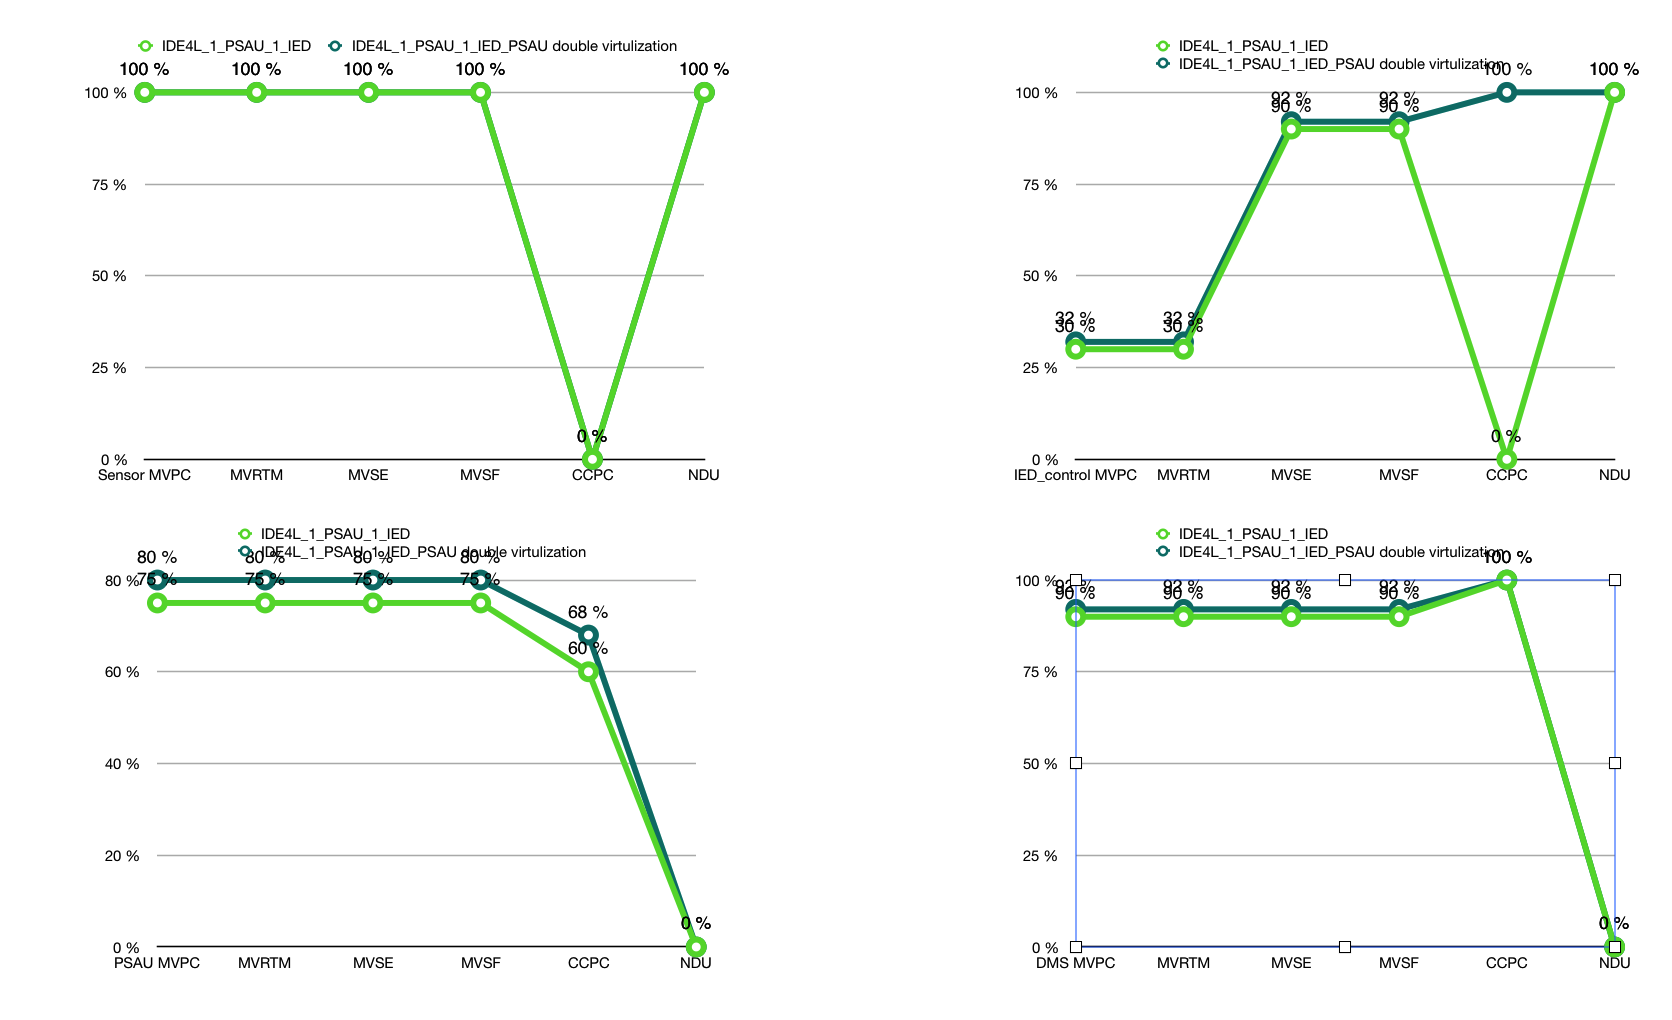 IDE4L_1_PSAU_1_IED IDE4L_1_PSAU_1_IED_PSAU double virtulization
100 % 100 % 100 % 100 % 100 %
100 %
75 %
50 %
25 %
0 %
0 %
Sensor MVPC MVRTM MVSE MVSF CCPC NDU
IDE4L_1_PSAU_1_IED
IDE4L_1_PSAU_1_IED_PSAU double virtulization
100 % 100 %
100 %
92 % 92 %
90 % 90 %
75 %
50 %
32 % 32 %
30 % 30 %
25 %
0 %
0 %
IED_control MVPC MVRTM MVSE MVSF CCPC NDU
IDE4L_1_PSAU_1_IED
IDE4L_1_PSAU_1_IED_PSAU double virtulization
80 % 80 % 80 % 80 %
80 %
75 % 75 % 75 % 75 %
68 %
60 %
60 %
40 %
20 %
0 %
0 %
PSAU MVPC MVRTM MVSE MVSF CCPC NDU
IDE4L_1_PSAU_1_IED
IDE4L_1_PSAU_1_IED_PSAU double virtulization
100 %
100 %
92 % 92 % 92 % 92 %
90 % 90 % 90 % 90 %
75 %
50 %
25 %
0 %
0 %
DMS MVPC MVRTM MVSE MVSF CCPC NDU